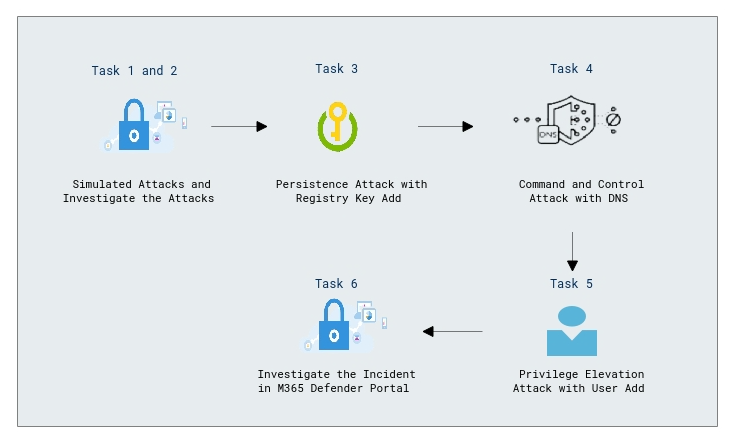 Task 1 and 2
Simulated Attacks and
Investigate the Attacks
Task 3
Persistence Attack with
Registry Key Add
Task 4
DNS
Command and Control
Attack with DNS
Task 5
Privilege Elevation
Attack with User Add
Task 6
Investigate the Incident
in M365 Defender Portal